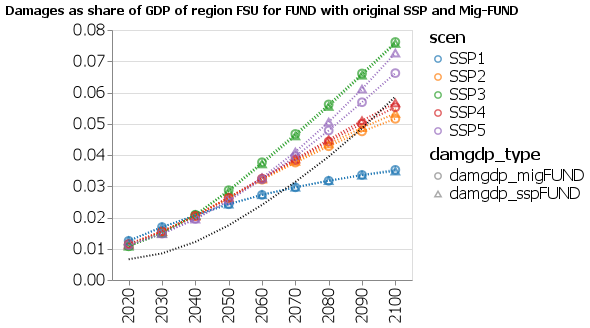 Damages as share of GDP of region FSU for FUND with original SSP and Mig-FUND
0.08
0.07
0.06
0.05
0.04
0.03
0.02
0.01
0.00
2020
2030
2040
2050
2060
2070
2080
2090
2100
scen
SSP1
SSP2
SSP3
SSP4
SSP5
damgdp_type
damgdp_migFUND
damgdp_sspFUND